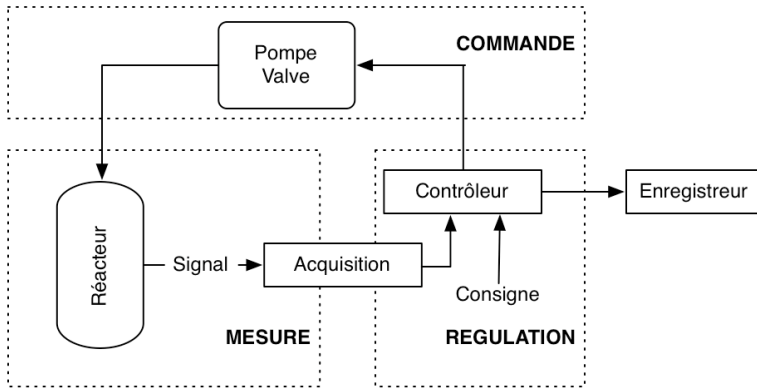 COMMANDE
Pompe
Valve
Contrôleur
Enregistreur
Réacteur
Signal
Acquisition
Consigne
MESURE
REGULATION